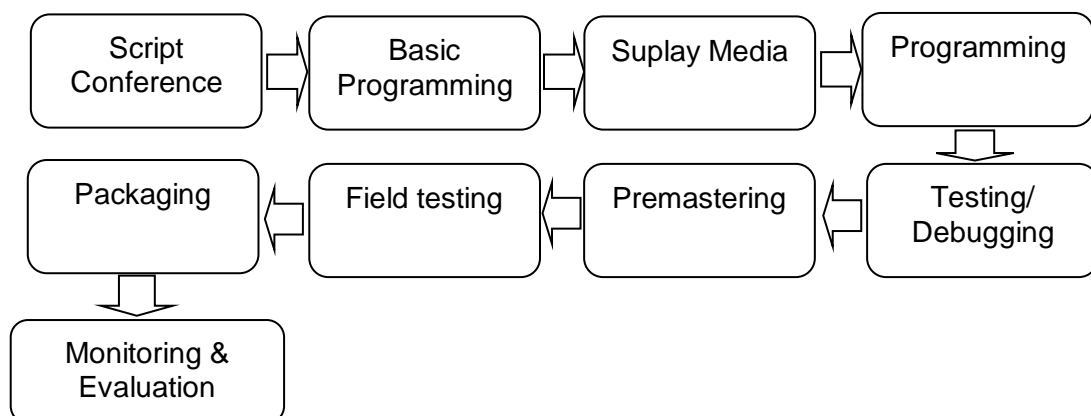 Script
Conference
Basic
Programming
Suplay Media
Programming
Testing/
Debugging
Premastering
Field testing
Packaging
Monitoring &
Evaluation